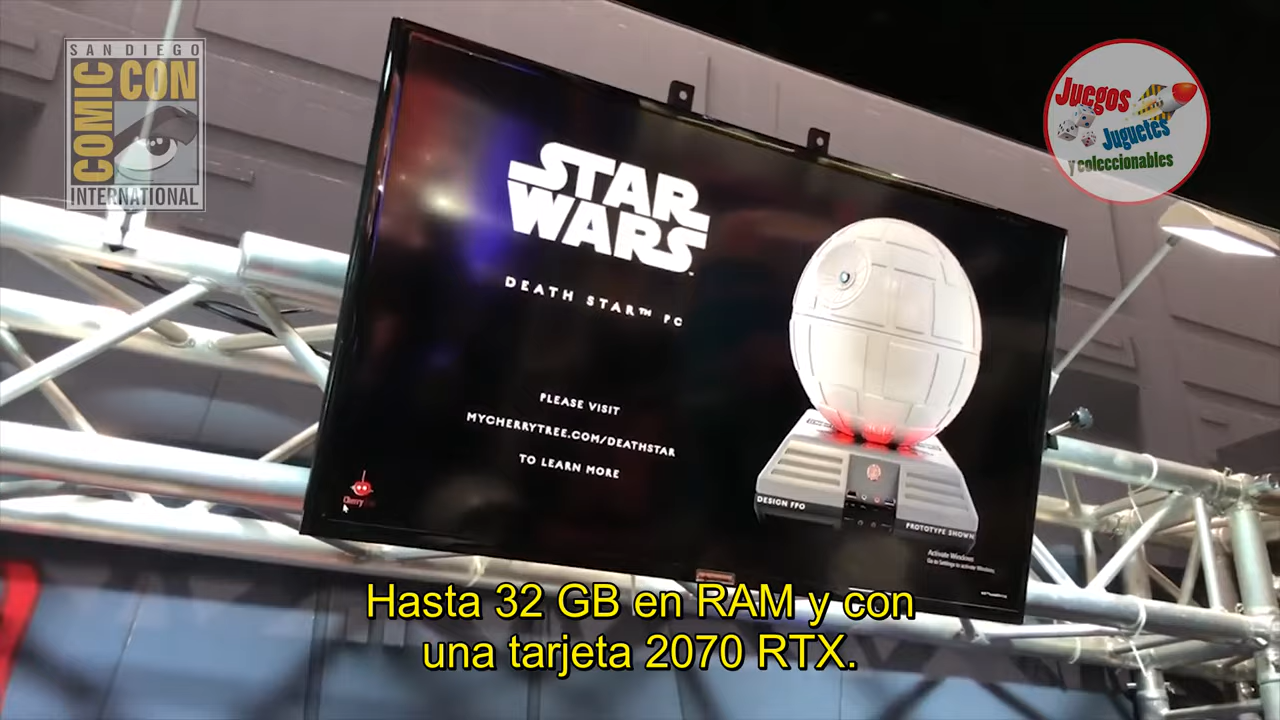 SAN DIEGO
COMIC CON
INTERNATIONAL
Juegos
Juguetes
y coleccionables
STAR
WARS
DEATH STAR™ PC
PLEASE VISIT
MYCHERRYTREE.COM/DEATHSTAR
TO LEARN MORE
Cherry
DESIGN FFO
PROTOTYPE SHOWN
Activate Windows
Go to Settings to activate Windows.
Hasta 32 GB en RAM y con
una tarjeta 2070 RTX.